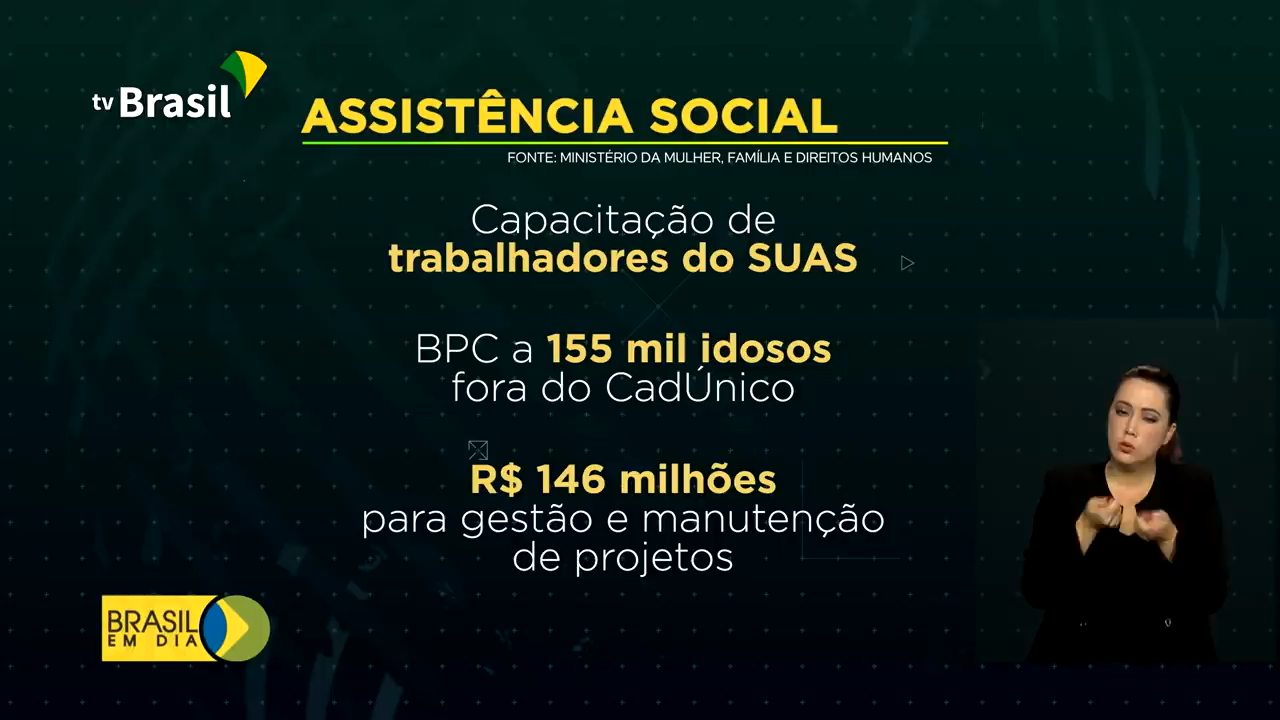 tv Brasil
ASSISTÊNCIA SOCIAL
FONTE: MINISTÉRIO DA MULHER, FAMÍLIA E DIREITOS HUMANOS
Capacitação de
trabalhadores do SUAS
BPC a 155 mil idosos
fora do CadÚnico
R$ 146 milhões
para gestão e manutenção
de projetos
BRASIL
EM DIA